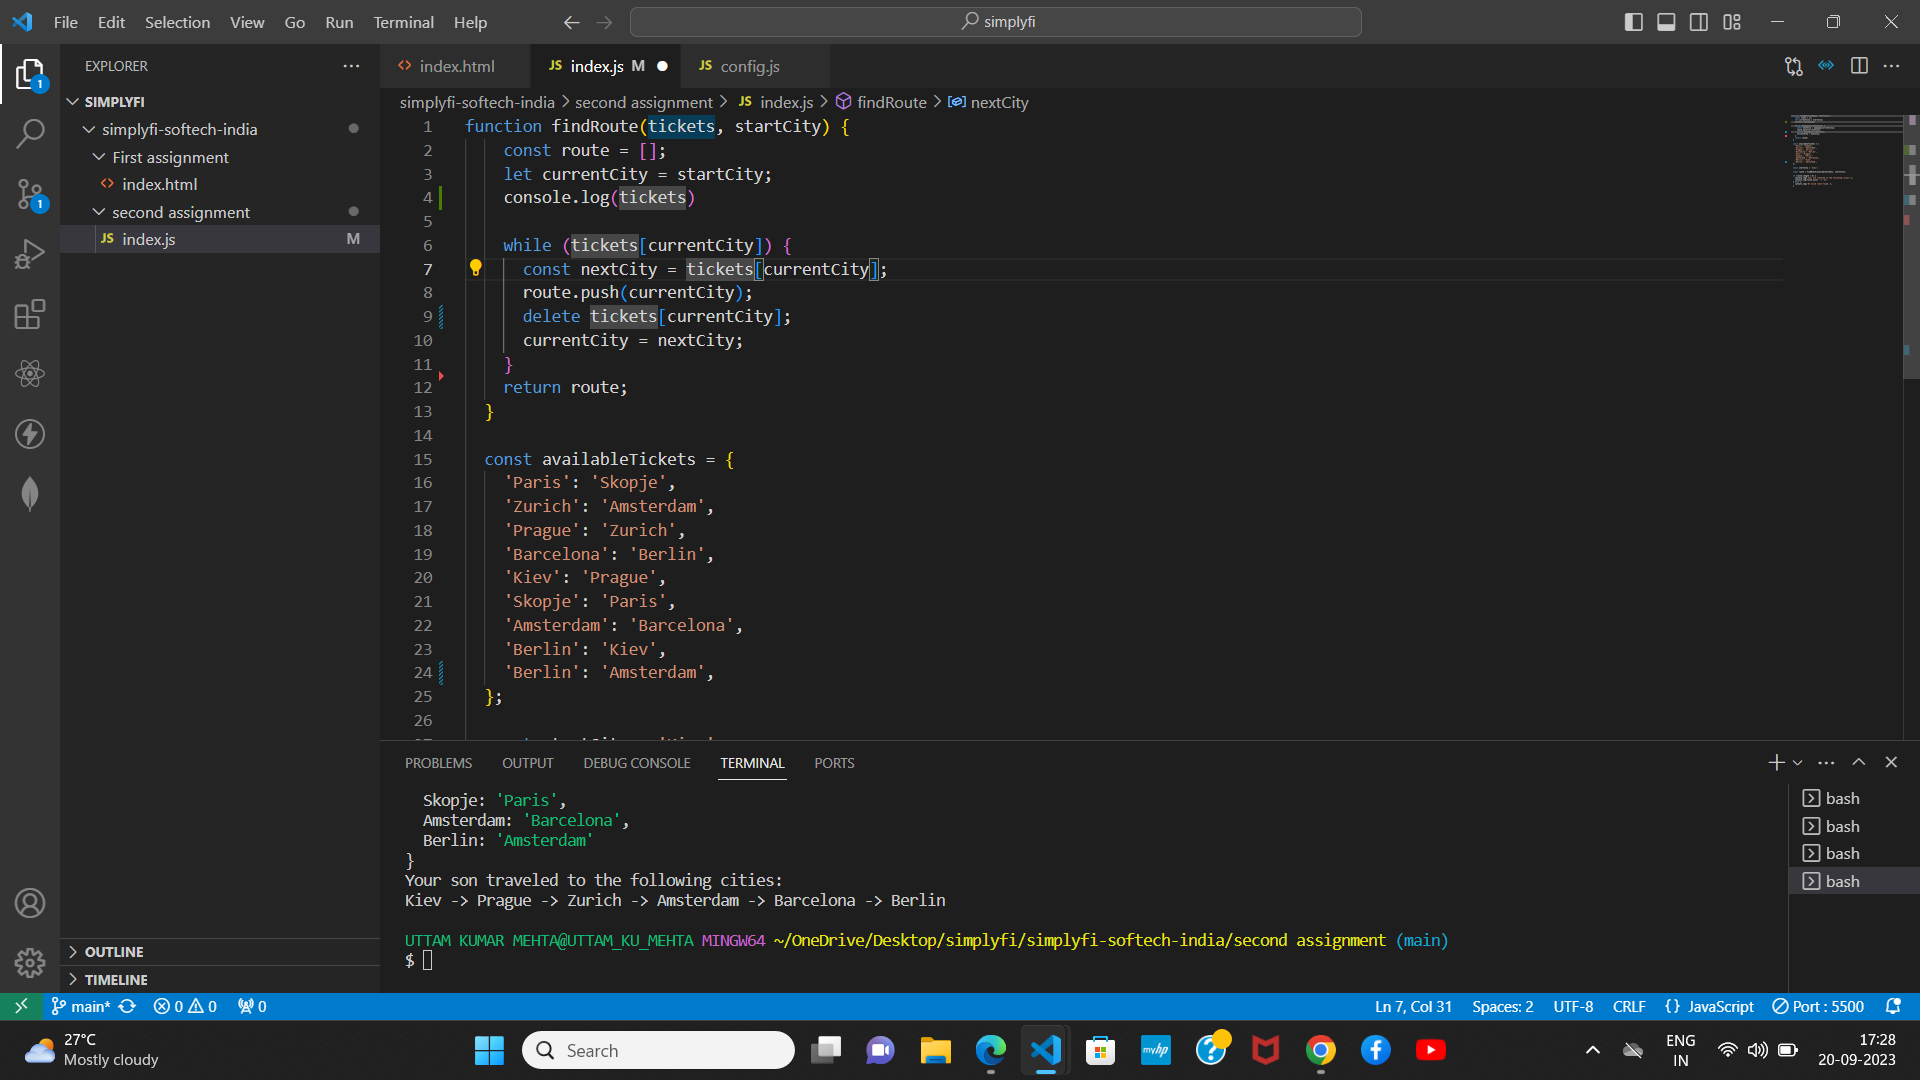 File Edit Selection View Go Run Terminal Help
simplyfi
EXPLORER
SIMPLYFI
simplyfi-softech-india
First assignment
index.html
second assignment
JS index.js M
OUTLINE
TIMELINE
1
1
index.html
JS index.js M
JS config.js
simplyfi-softech-india > second assignment > JS index.js > findRoute > nextCity
1 function findRoute(tickets, startCity) {
2 const route = [];
3 let currentCity = startCity;
4 console.log(tickets)
5
6 while (tickets[currentCity]) {
7 const nextCity = tickets[currentCity];
8 route.push(currentCity);
9 delete tickets[currentCity];
10 currentCity = nextCity;
11 }
12 return route;
13 }
14
15 const availableTickets = {
16 'Paris': 'Skopje',
17 'Zurich': 'Amsterdam',
18 'Prague': 'Zurich',
19 'Barcelona': 'Berlin',
20 'Kiev': 'Prague',
21 'Skopje': 'Paris',
22 'Amsterdam': 'Barcelona',
23 'Berlin': 'Kiev',
24 'Berlin': 'Amsterdam',
25 };
26
PROBLEMS OUTPUT DEBUG CONSOLE TERMINAL PORTS
Skopje: 'Paris',
Amsterdam: 'Barcelona',
Berlin: 'Amsterdam'
}
Your son traveled to the following cities:
Kiev -> Prague -> Zurich -> Amsterdam -> Barcelona -> Berlin
UTTAM KUMAR MEHTA@UTTAM_KU_MEHTA MINGW64 ~/OneDrive/Desktop/simplyfi/simplyfi-softech-india/second assignment (main)
$
bash
bash
bash
bash
main* 0 0 0
Ln 7, Col 31 Spaces: 2 UTF-8 CRLF {} JavaScript Port : 5500
27°C
Mostly cloudy
Search
myhp
ENG
IN
17:28
20-09-2023